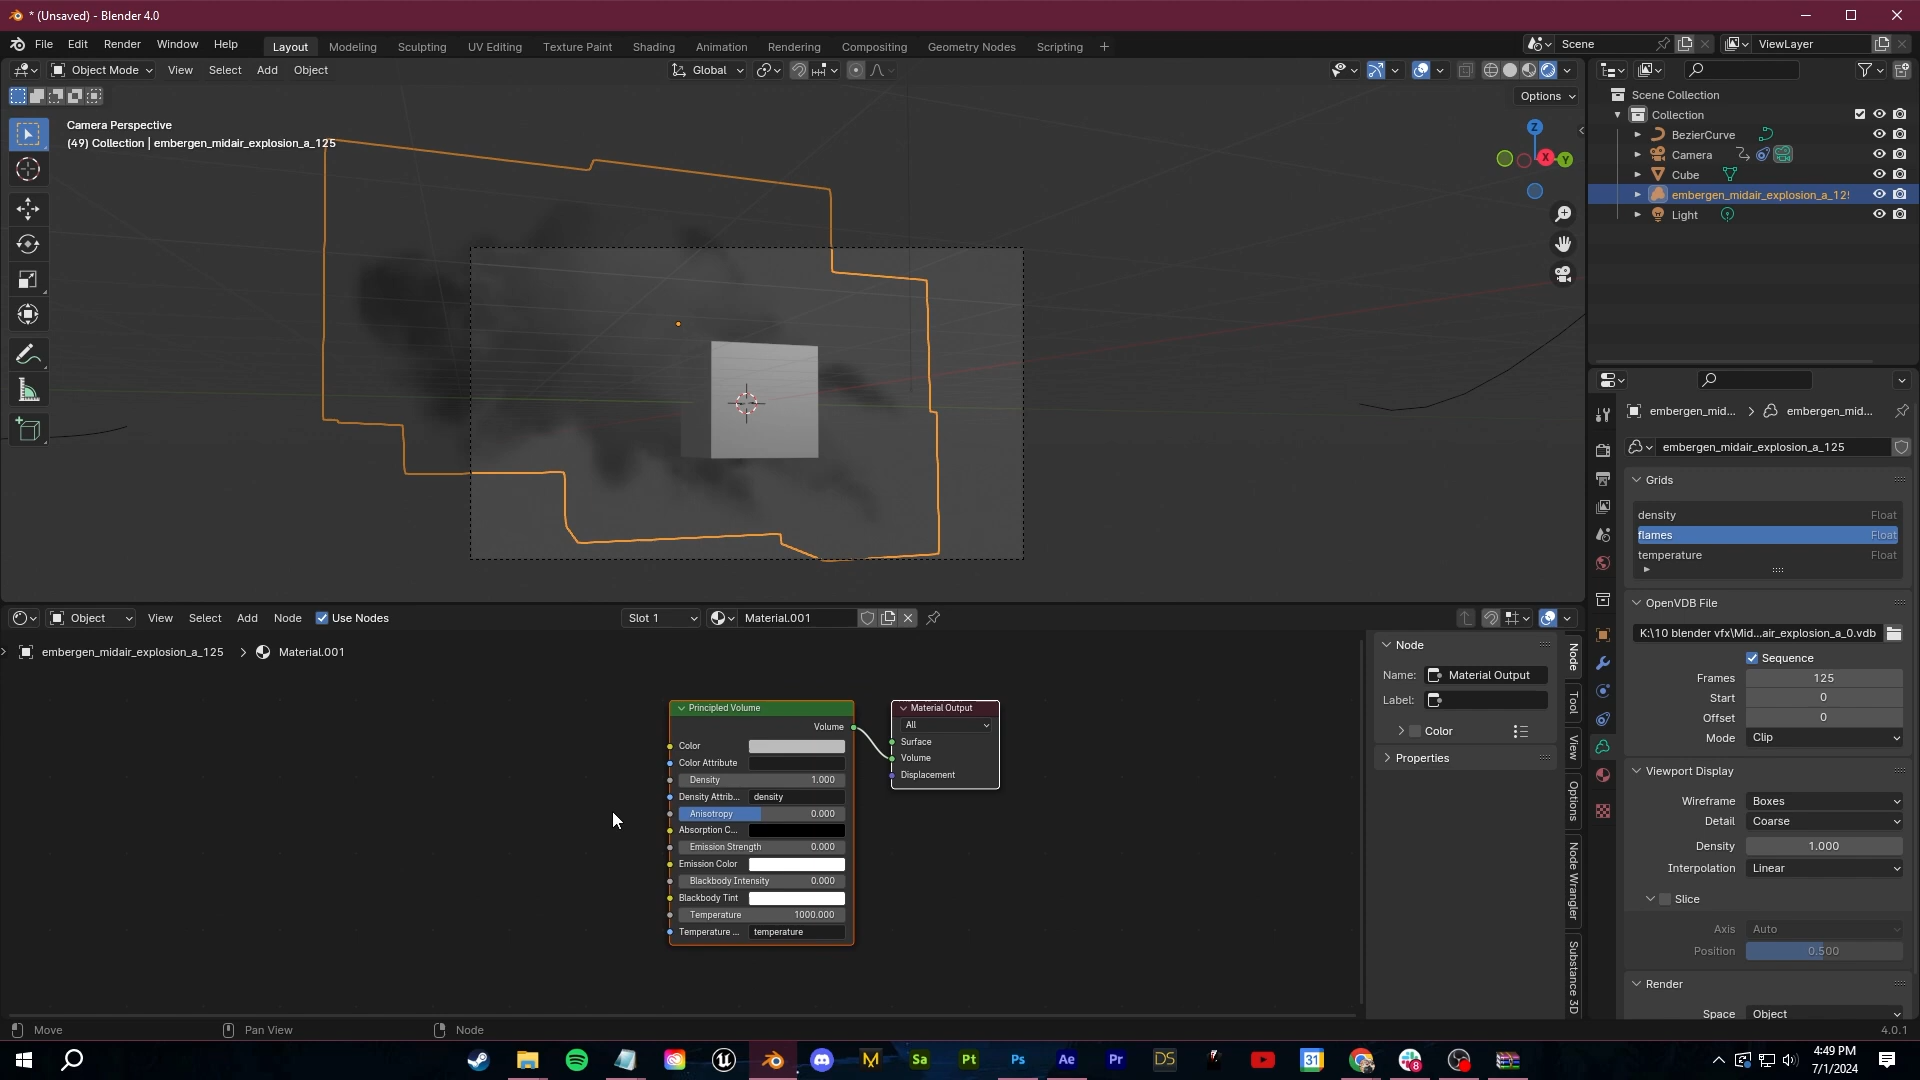 * (Unsaved) - Blender 4.0
File Edit Render Window Help
Layout Modeling Sculpting UV Editing Texture Paint Shading Animation Rendering Compositing Geometry Nodes Scripting +
Scene
ViewLayer
Object Mode View Select Add Object
Global
Options
Camera Perspective
(49) Collection | embergen_midair_explosion_a_125
Z
X
Y
Scene Collection
Collection
BezierCurve
Camera
Cube
embergen_midair_explosion_a_12
Light
embergen_mid... embergen_mid...
embergen_midair_explosion_a_125
Grids
density Float
flames Float
temperature Float
OpenVDB File
K:\10 blender vfx\Mid...air_explosion_a_0.vdb
Sequence
Frames 125
Start 0
Offset 0
Mode Clip
Viewport Display
Wireframe Boxes
Detail Coarse
Density 1.000
Interpolation Linear
Slice
Axis Auto
Position 0.500
Render
Space Object
Object View Select Add Node Use Nodes
Slot 1 Material.001
embergen_midair_explosion_a_125 > Material.001
Principled Volume
Volume
Color
Color Attribute
Density 1.000
Density Attrib... density
Anisotropy 0.000
Absorption C...
Emission Strength 0.000
Emission Color
Blackbody Intensity 0.000
Blackbody Tint
Temperature 1000.000
Temperature ... temperature
Material Output
All
Surface
Volume
Displacement
Node
Name: Material Output
Label:
Color
Properties
Node
Tool
View
Options
Node Wrangler
Substance 3D
Move Pan View Node
4.0.1
Sa Pt Ps Ae Pr DS 31 8
4:49 PM
7/1/2024